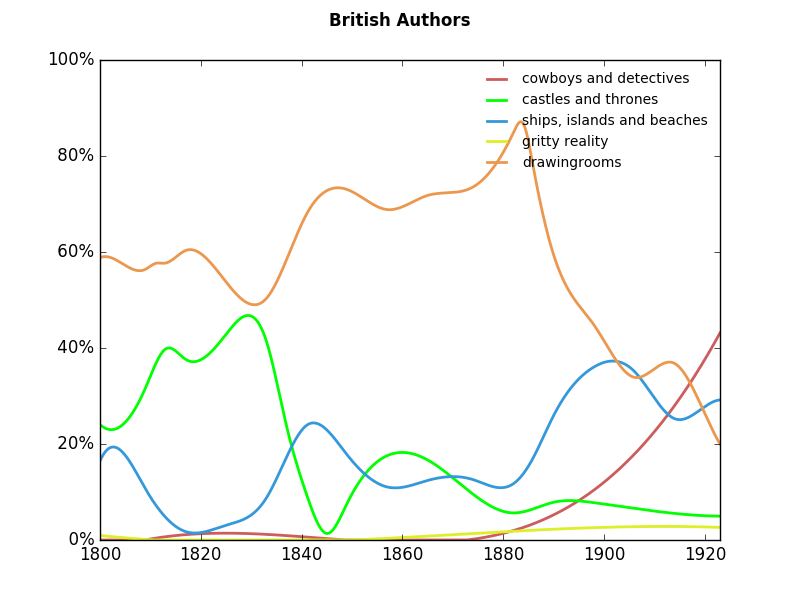 British Authors
100%
80%
60%
40%
20%
0%
cowboys and detectives
castles and thrones
ships, islands and beaches
gritty reality
drawingrooms
1800 1820 1840 1860 1880 1900 1920